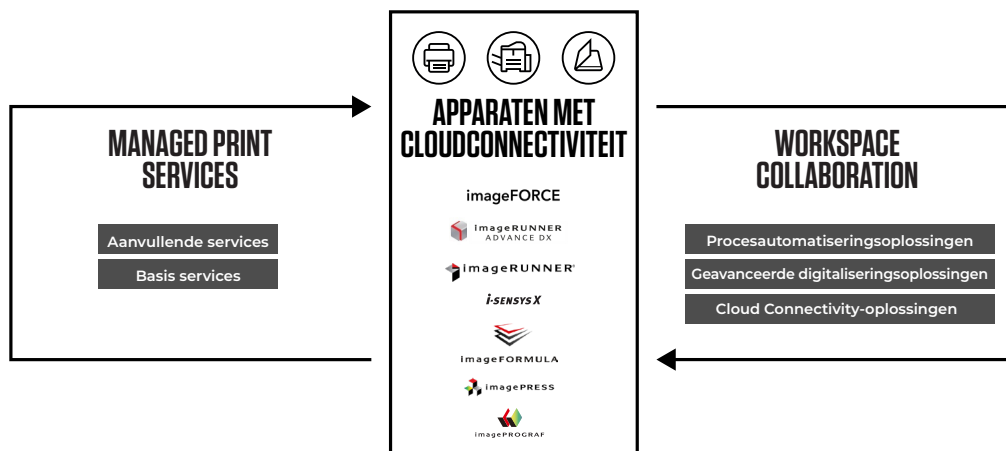 MANAGED PRINT
SERVICES
Aanvullende services
Basis services
APPARATEN MET
CLOUDCONNECTIVITEIT
imageFORCE
imageRUNNER
ADVANCE DX
imageRUNNER®
i-SENSYS X
imageFORMULA
imagePRESS
imagePROGRAF
WORKSPACE
COLLABORATION
Procesautomatiseringsoplossingen
Geavanceerde digitaliseringsoplossingen
Cloud Connectivity-oplossingen